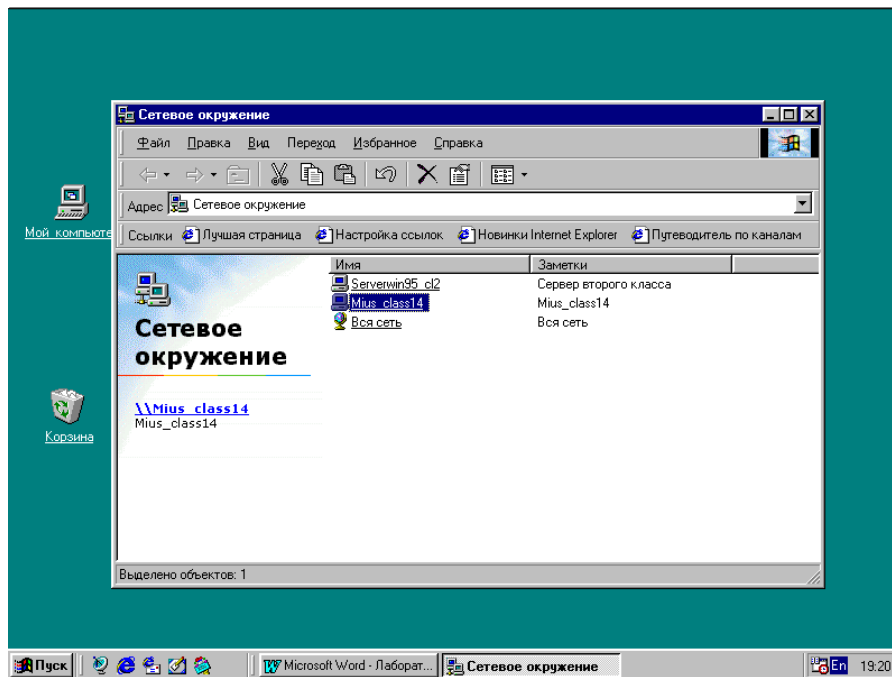 Сетевое окружение
Файл Правка Вид Переход Избранное Справка
Адрес Сетевое окружение
Ссылки Лучшая страница Настройка ссылок Новинки Internet Explorer Путеводитель по каналам
Мой компьюте
Имя Заметки
Serverwin95_cl2 Сервер второго класса
Mius_class14 Mius_class14
Вся сеть Вся сеть
Сетевое
окружение
\\Mius_class14
Mius_class14
Корзина
Выделено объектов: 1
Пуск Microsoft Word - Лаборат... Сетевое окружение En 19:20